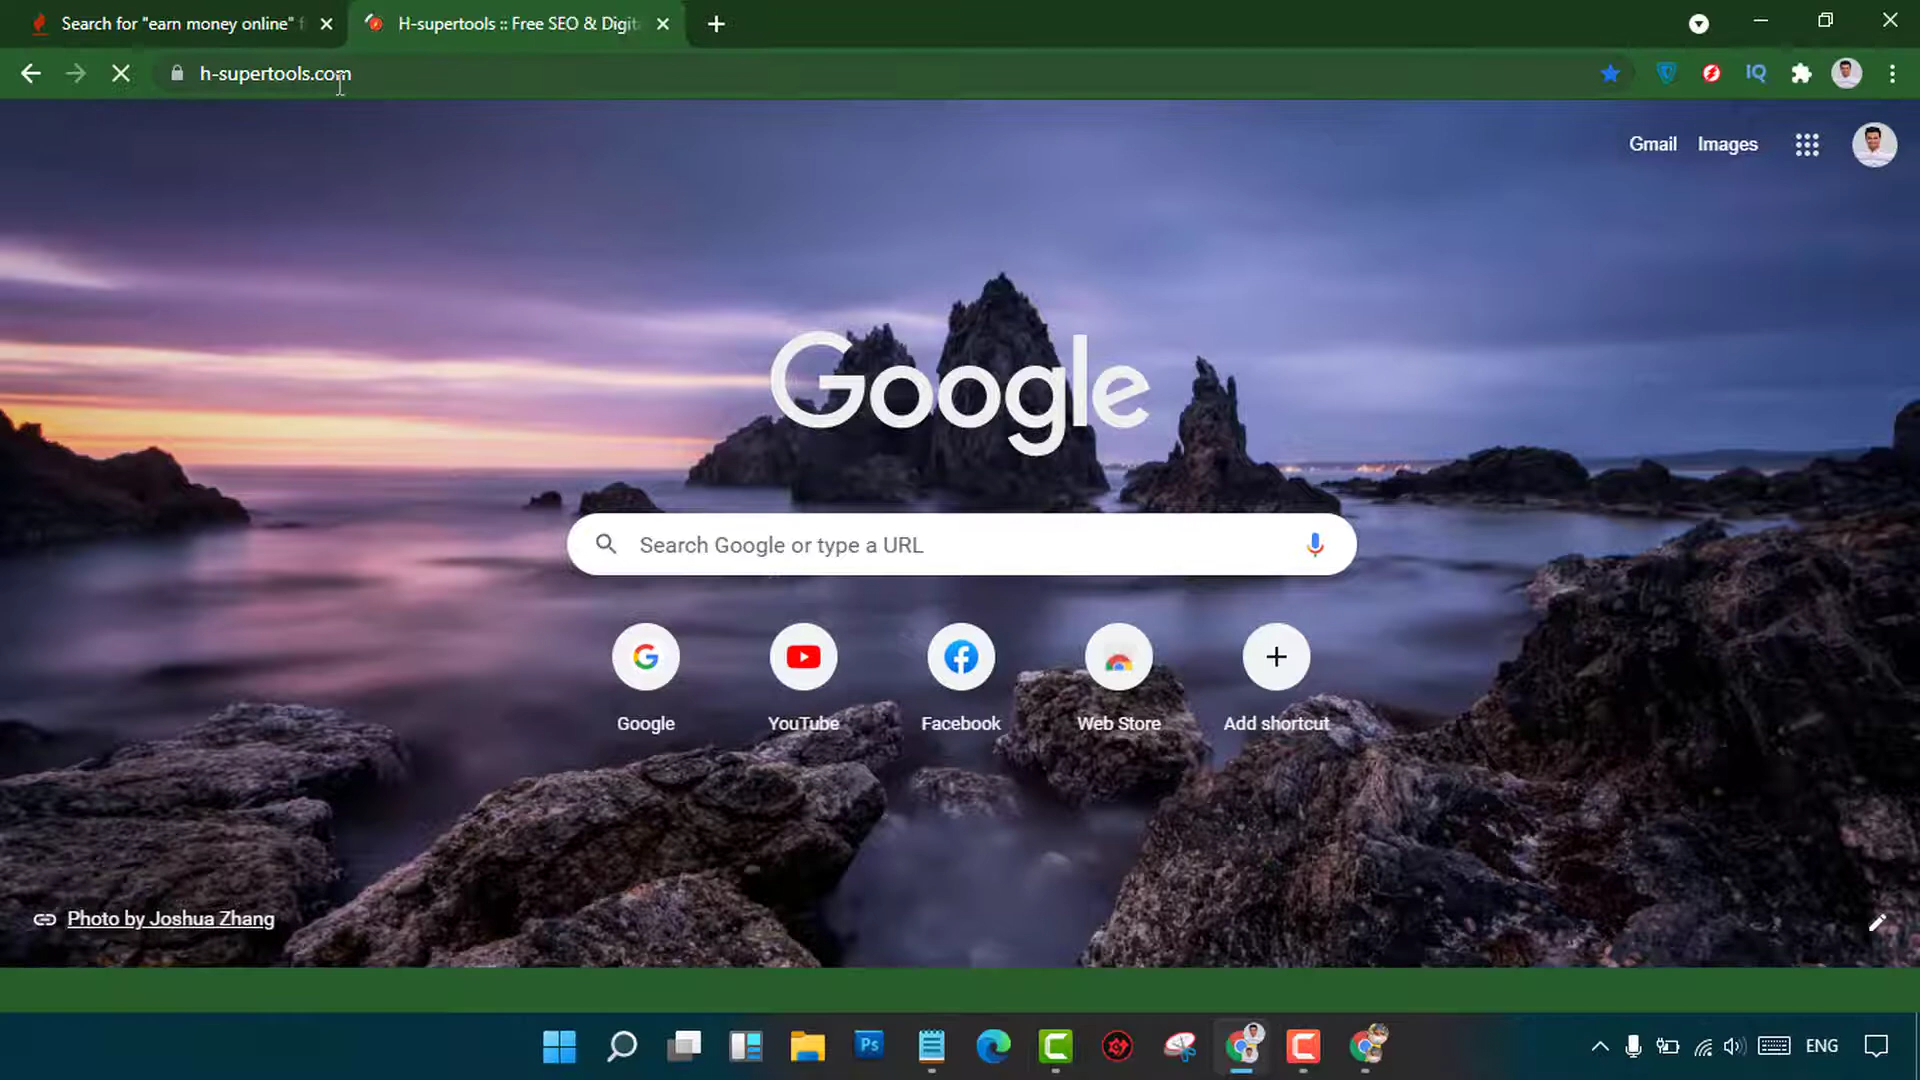 Search for "earn money online" f
H-supertools :: Free SEO & Digit
h-supertools.com
IQ
Gmail
Images
Google
Search Google or type a URL
Google
YouTube
Facebook
Web Store
Add shortcut
Photo by Joshua Zhang
Ps
ENG